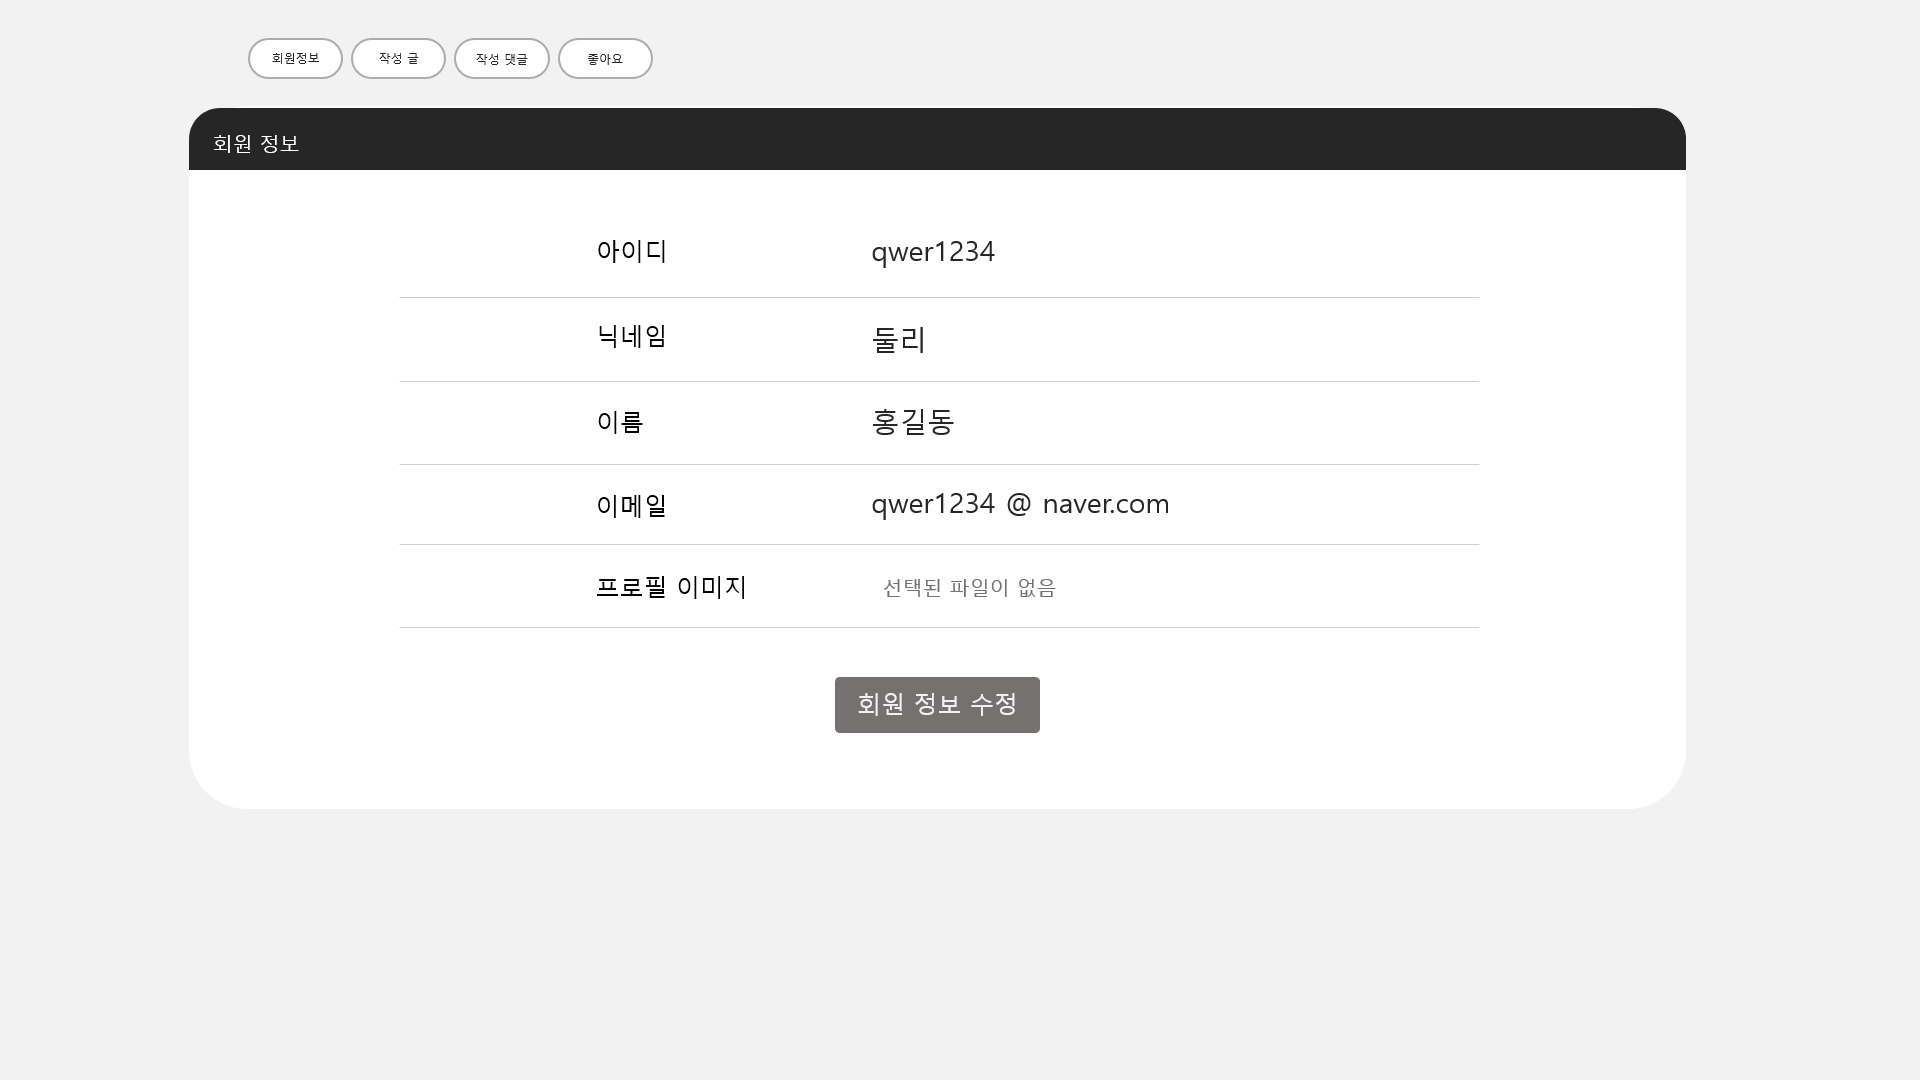 회원정보 작성 글 작성 댓글 좋아요
회원 정보
아이디 qwer1234
닉네임 둘리
이름 홍길동
이메일 qwer1234 @ naver.com
프로필 이미지 선택된 파일이 없음
회원 정보 수정